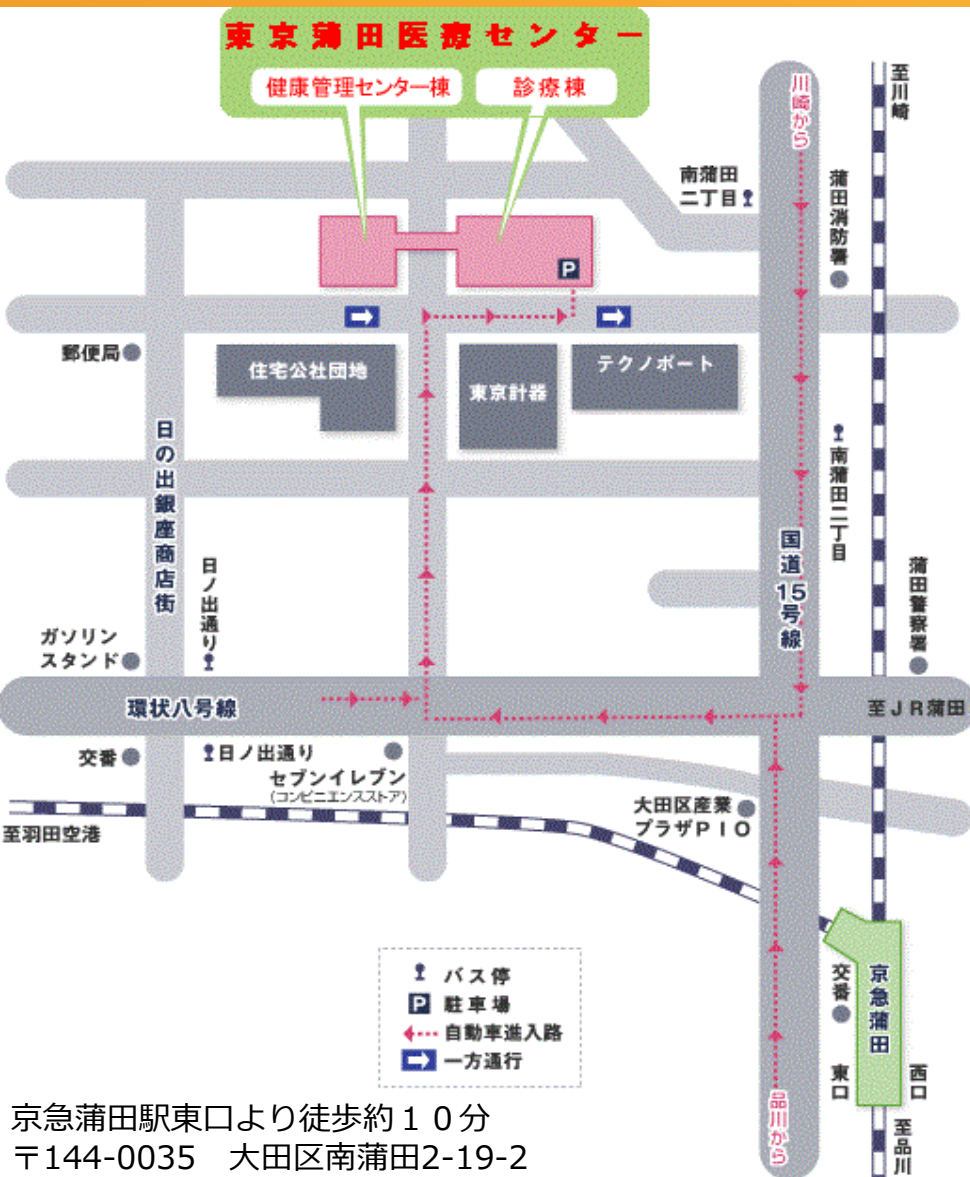 東京蒲田医療センター
健康管理センター棟
診療棟
至川崎
川崎から
南蒲田
二丁目
蒲田消防署
P
郵便局
住宅公社団地
東京計器
テクノポート
日の出銀座商店街
南蒲田二丁目
国道15号線
日ノ出通り
蒲田警察署
ガソリン
スタンド
環状八号線
至JR蒲田
交番
日ノ出通り
セブンイレブン
(コンビニエンスストア)
大田区産業
プラザPIO
至羽田空港
バス停
P 駐車場
自動車進入路
一方通行
交番
京急蒲田
東口
西口
品川から
至品川
京急蒲田駅東口より徒歩約10分
〒144-0035　大田区南蒲田2-19-2